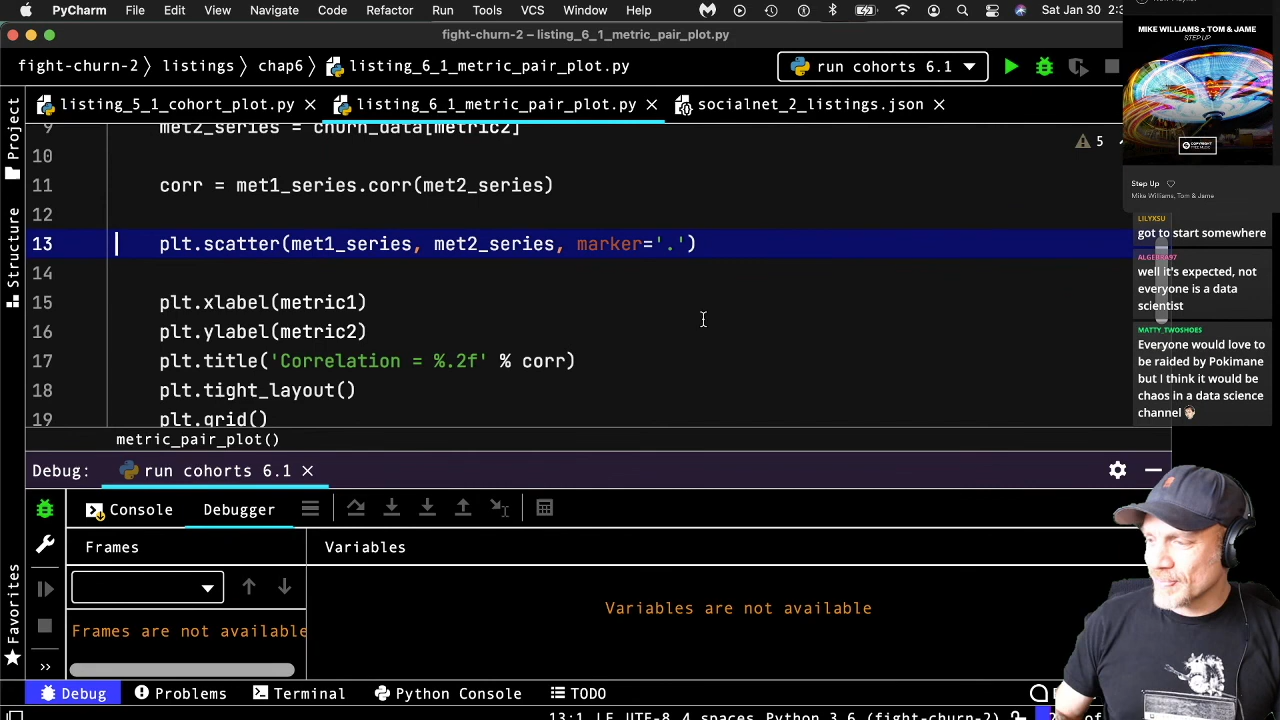 PyCharm File Edit View Navigate Code Refactor Run Tools VCS Window Help Sat Jan 30
fight-churn-2 – listing_6_1_metric_pair_plot.py
fight-churn-2 listings chap6 listing_6_1_metric_pair_plot.py run cohorts 6.1
listing_5_1_cohort_plot.py listing_6_1_metric_pair_plot.py socialnet_2_listings.json
Project
Structure
Favorites
9 met2_series = churn_data[metric2]
5
10
11 corr = met1_series.corr(met2_series)
12
13 plt.scatter(met1_series, met2_series, marker='.')
14
15 plt.xlabel(metric1)
16 plt.ylabel(metric2)
17 plt.title('Correlation = %.2f' % corr)
18 plt.tight_layout()
19 plt.grid()
metric_pair_plot()
Debug: run cohorts 6.1
Console Debugger
Frames Variables
Frames are not available
Variables are not available
Debug Problems Terminal Python Console TODO
13:1 LF UTF-8 4 spaces Python 3.6 (fight-churn-2)
MIKE WILLIAMS x TOM & JAME
STEP UP
Step Up
Mike Williams, Tom & Jame
LILYXSU
got to start somewhere
ALGEBRA97
well it's expected, not
everyone is a data
scientist
MATTY_TWOSHOES
Everyone would love to
be raided by Pokimane
but I think it would be
chaos in a data science
channel